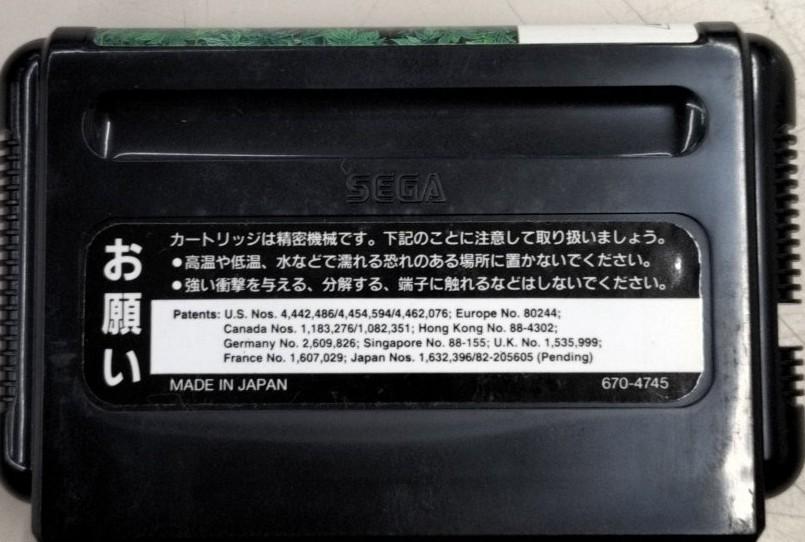 SEGA
お願い
カートリッジは精密機械です。下記のことに注意して取り扱いましょう。
●高温や低温、水などで濡れる恐れのある場所に置かないでください。
●強い衝撃を与える、分解する、端子に触れるなどはしないでください。
Patents: U.S. Nos. 4,442,486/4,454,594/4,462,076; Europe No. 80244;
Canada Nos. 1,183,276/1,082,351; Hong Kong No. 88-4302;
Germany No. 2,609,826; Singapore No. 88-155; U.K. No. 1,535,999;
France No. 1,607,029; Japan Nos. 1,632,396/82-205605 (Pending)
MADE IN JAPAN
670-4745